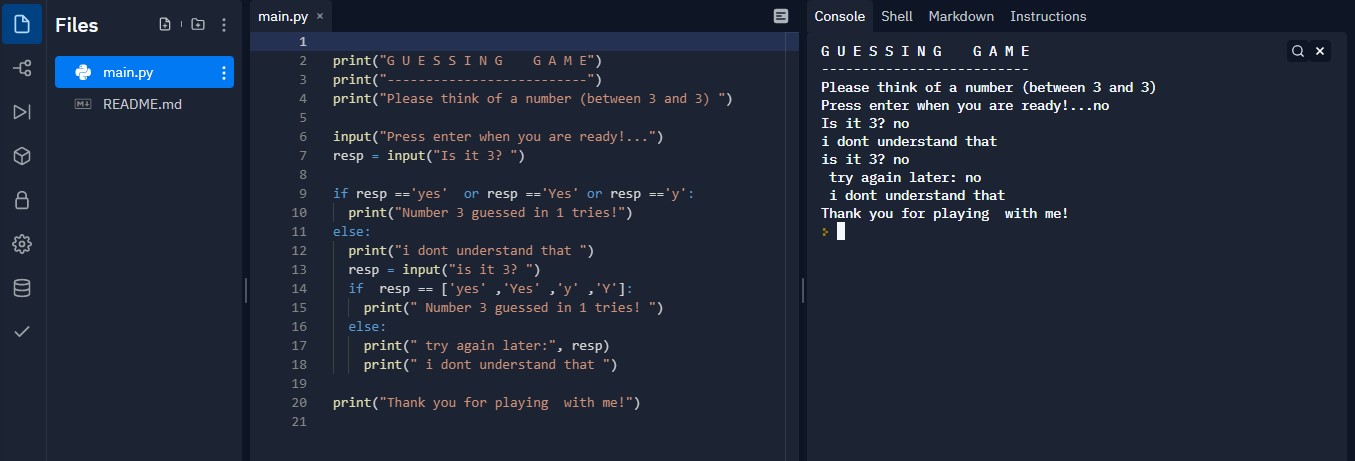 Files
main.py
README.md
main.py ×
1
2 print("G U E S S I N G    G A M E")
3 print("--------------------------")
4 print("Please think of a number (between 3 and 3) ")
5
6 input("Press enter when you are ready!...")
7 resp = input("Is it 3? ")
8
9 if resp =='yes'  or resp =='Yes' or resp =='y':
10   print("Number 3 guessed in 1 tries!")
11 else:
12   print("i dont understand that ")
13   resp = input("is it 3? ")
14   if  resp == ['yes' ,'Yes' ,'y' ,'Y']:
15     print(" Number 3 guessed in 1 tries! ")
16   else:
17     print(" try again later:", resp)
18     print(" i dont understand that ")
19
20 print("Thank you for playing  with me!")
21
Console Shell Markdown Instructions
G U E S S I N G    G A M E
--------------------------
Please think of a number (between 3 and 3)
Press enter when you are ready!...no
Is it 3? no
i dont understand that
is it 3? no
 try again later: no
 i dont understand that
Thank you for playing  with me!